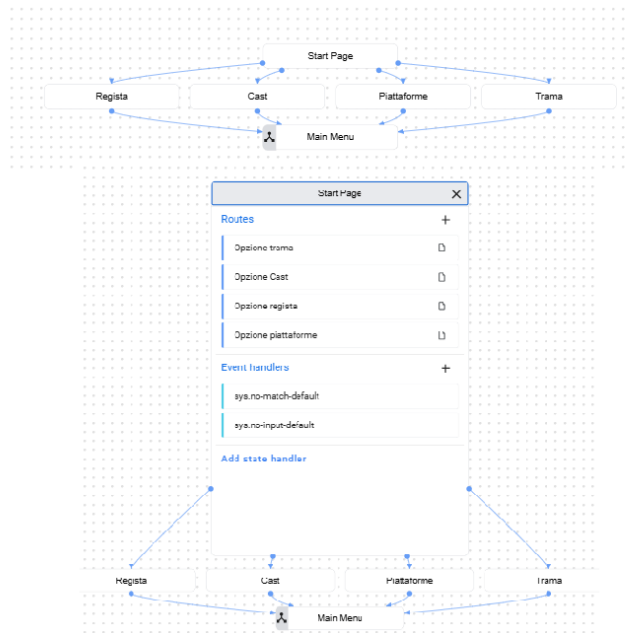 Start Page
Regista Cast Piattaforme Trama
Main Menu
Start Page
Routes
Opzione trama
Opzione Cast
Opzione regista
Opzione piattaforme
Event handlers
sys.no-match-default
sys.no-input-default
Add state handler
Regista Cast Piattaforme Trama
Main Menu